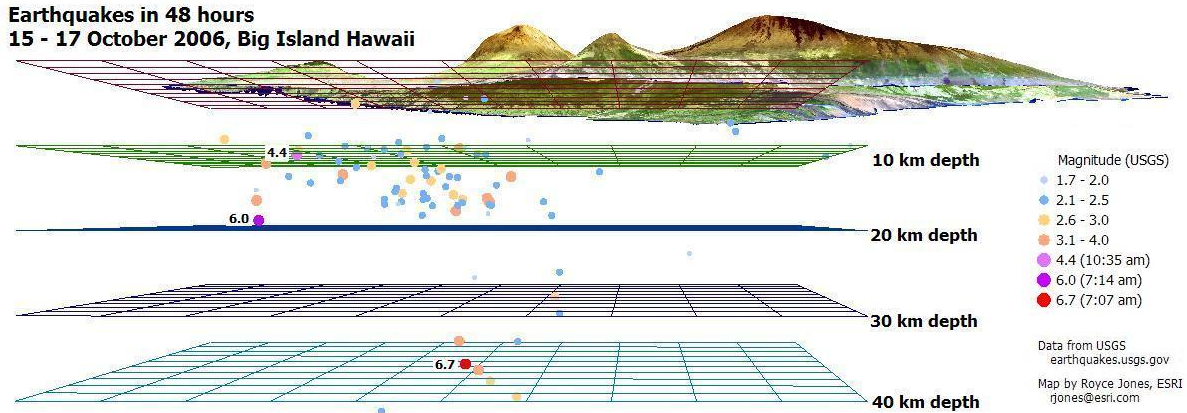 Earthquakes in 48 hours
15 - 17 October 2006, Big Island Hawaii
4.4
10 km depth
6.0
20 km depth
30 km depth
6.7
40 km depth
Magnitude (USGS)
1.7 - 2.0
2.1 - 2.5
2.6 - 3.0
3.1 - 4.0
4.4 (10:35 am)
6.0 (7:14 am)
6.7 (7:07 am)
Data from USGS
earthquakes.usgs.gov
Map by Royce Jones, ESRI
rjones@esri.com